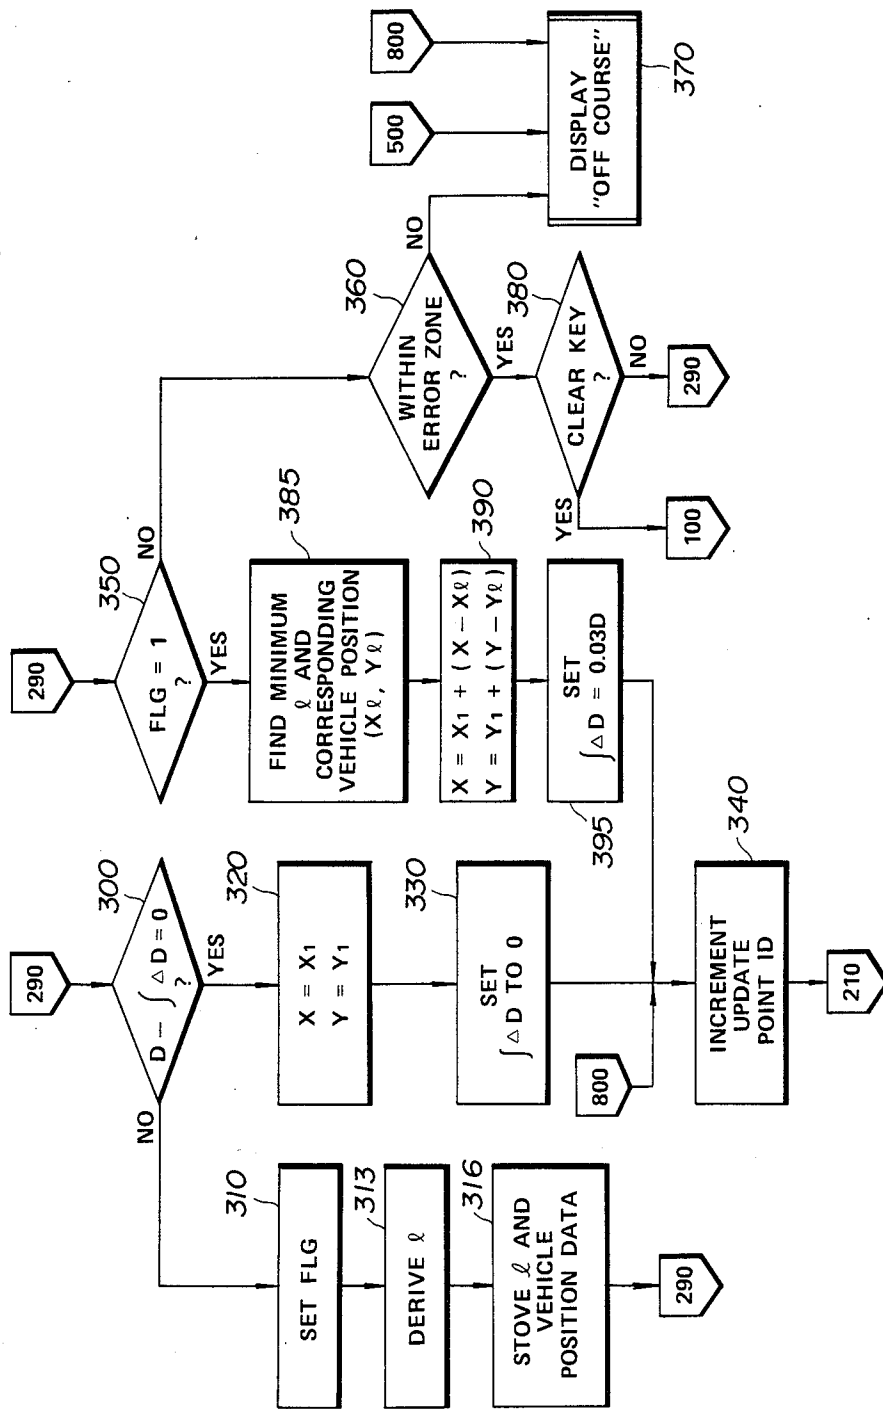 290
300
D − ∫ΔD = 0
?
NO
YES
310
SET FLG
313
DERIVE ℓ
316
STOVE ℓ AND
VEHICLE
POSITION DATA
290
320
X = X1
Y = Y1
330
SET
∫ΔD TO 0
800
340
INCREMENT
UPDATE
POINT ID
210
290
350
FLG = 1
?
NO
YES
385
FIND MINIMUM
ℓ AND
CORRESPONDING
VEHICLE POSITION
(Xℓ, Yℓ)
390
X = X1 + (X − Xℓ)
Y = Y1 + (Y − Yℓ)
SET
∫ΔD = 0.03D
395
360
WITHIN
ERROR ZONE
?
NO
YES
380
CLEAR KEY
?
YES
NO
100
290
500
800
DISPLAY
"OFF COURSE"
370